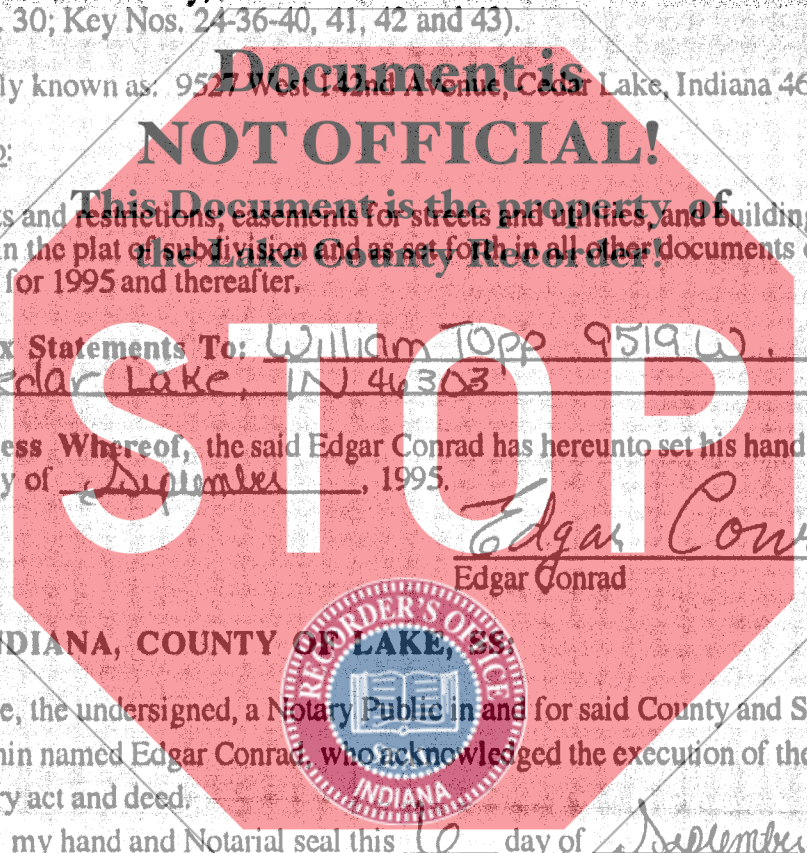 . 30; Key Nos. 24-36-40, 41, 42 and 43).
Document is
ly known as: 9527 West 142nd Avenue, Cedar Lake, Indiana 46
NOT OFFICIAL!
This Document is the property of
s and restrictions; easements for streets and utilities, and building
the Lake County Recorder!
in the plat of subdivision and as set forth in all other documents
for 1995 and thereafter.
STOP
x Statements To: William Topp 9519 W.
edar Lake, IN 46303
ess Whereof, the said Edgar Conrad has hereunto set his hand
y of September, 1995.
Edgar Con
Edgar Conrad
RECORDER'S OFFICE
NDIANA, COUNTY OF LAKE, SS:
e, the undersigned, a Notary Public in and for said County and S
hin named Edgar Conrad, who acknowledged the execution of the
SEAL
INDIANA
ry act and deed.
my hand and Notarial seal this 6 day of September